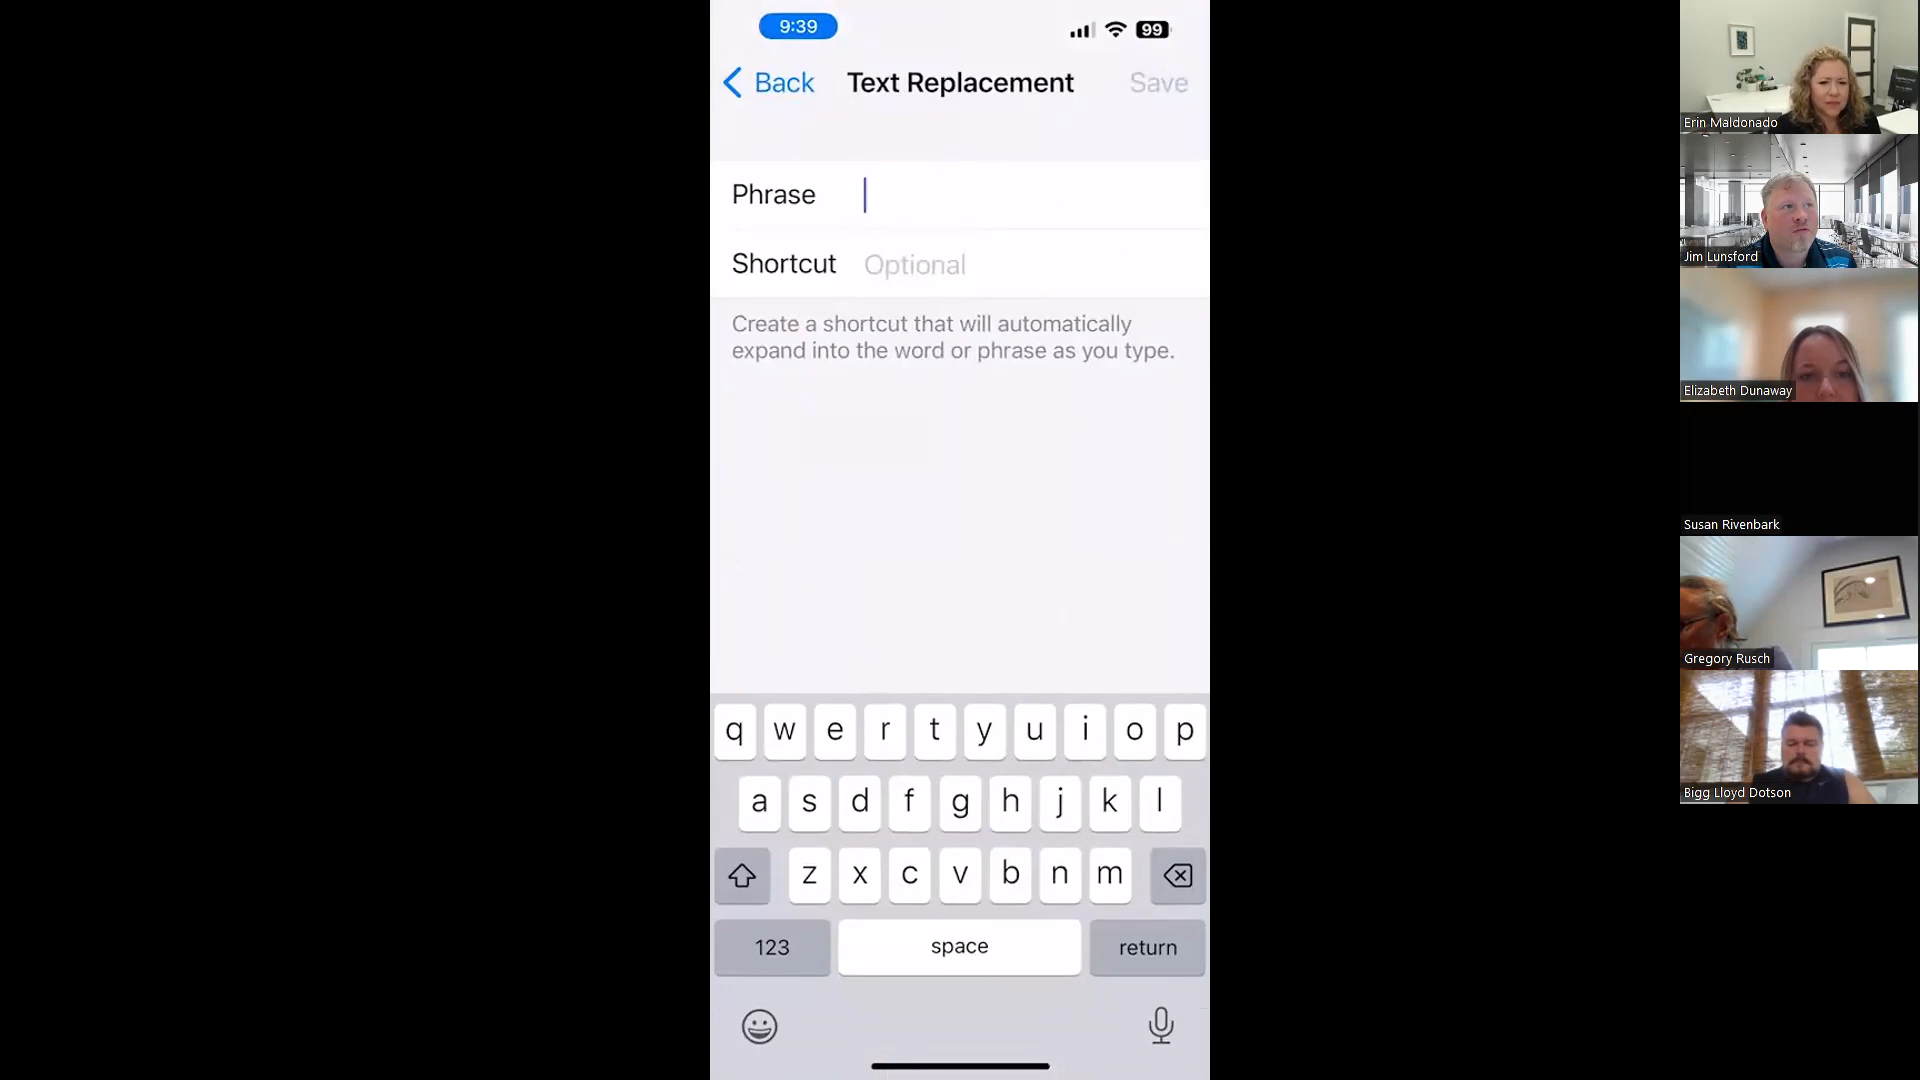 9:39
99
Back
Text Replacement
Save
Phrase
Shortcut
Optional
Create a shortcut that will automatically
expand into the word or phrase as you type.
q w e r t y u i o p
a s d f g h j k l
z x c v b n m
123
space
return
Erin Maldonado
Jim Lunsford
Elizabeth Dunaway
Susan Rivenbark
Gregory Rusch
Bigg Lloyd Dotson